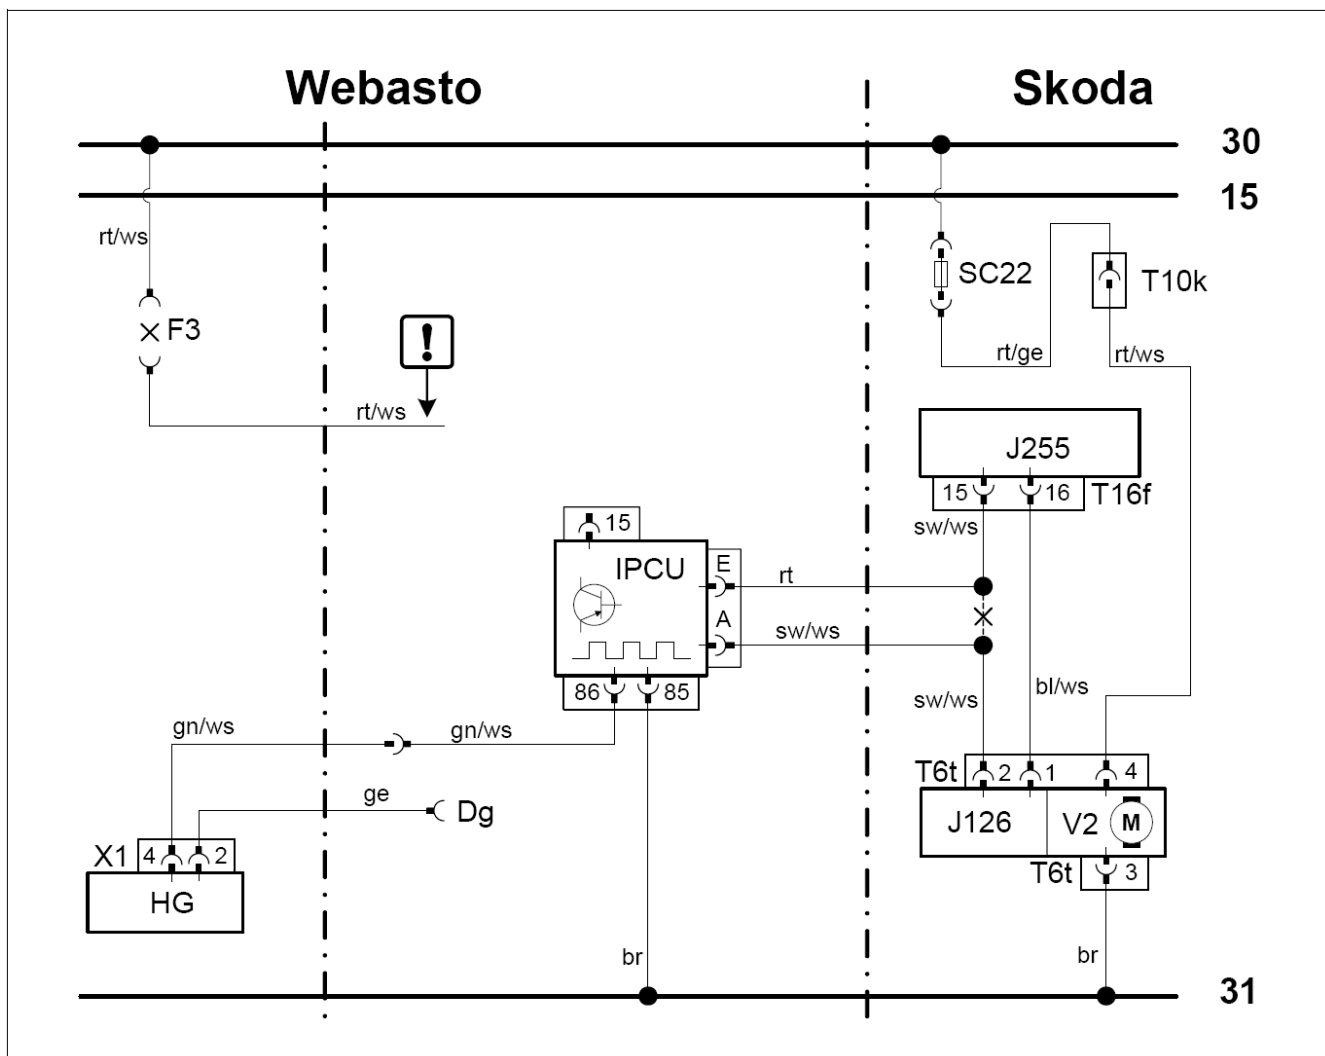 Webasto
Skoda
30
15
rt/ws
F3
SC22
T10k
!
rt/ge
rt/ws
rt/ws
J255
15
16
T16f
sw/ws
15
IPCU
E
rt
A
sw/ws
86
85
sw/ws
bl/ws
gn/ws
gn/ws
T6t
2
1
4
ge
Dg
J126
V2
M
X1
4
2
T6t
3
HG
br
br
31